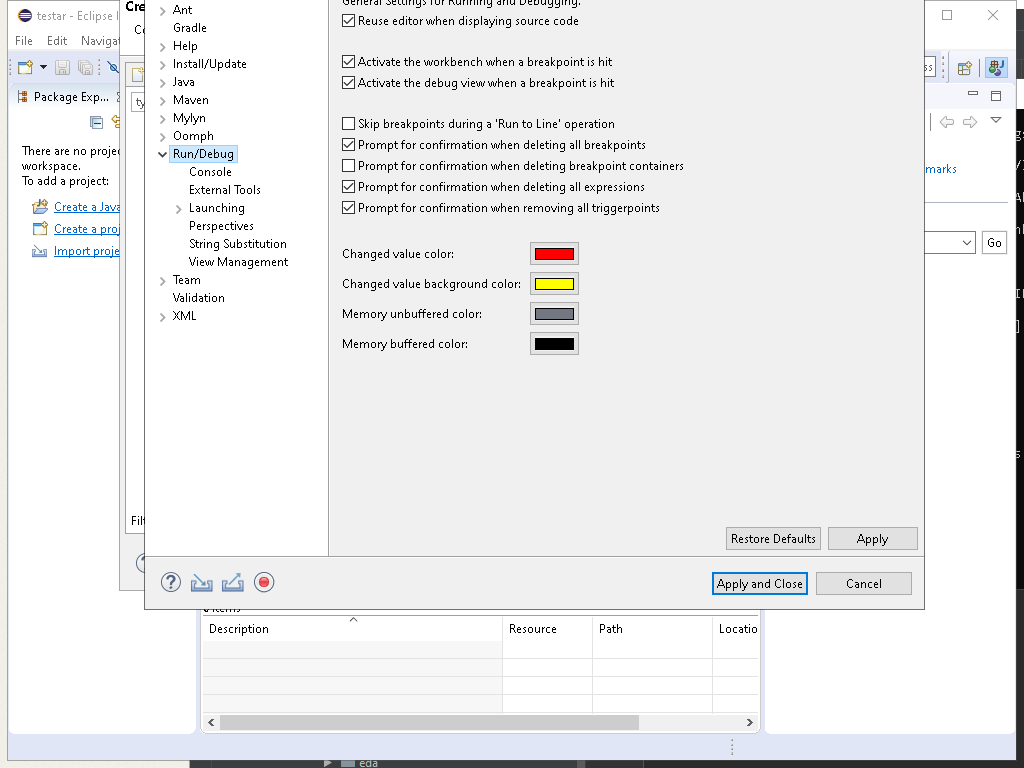 testar - Eclipse I
File Edit Navigat
Package Exp...
There are no projec
workspace.
To add a project:
Create a Java
Create a proj
Import proje
Cre
ty
Filt
Ant
Gradle
Help
Install/Update
Java
Maven
Mylyn
Oomph
Run/Debug
Console
External Tools
Launching
Perspectives
String Substitution
View Management
Team
Validation
XML
General Settings for Running and Debugging.
Reuse editor when displaying source code
Activate the workbench when a breakpoint is hit
Activate the debug view when a breakpoint is hit
Skip breakpoints during a 'Run to Line' operation
Prompt for confirmation when deleting all breakpoints
Prompt for confirmation when deleting breakpoint containers
Prompt for confirmation when deleting all expressions
Prompt for confirmation when removing all triggerpoints
Changed value color:
Changed value background color:
Memory unbuffered color:
Memory buffered color:
Restore Defaults Apply
Apply and Close Cancel
ss
marks
Go
0 items
Description Resource Path Locatio
eda